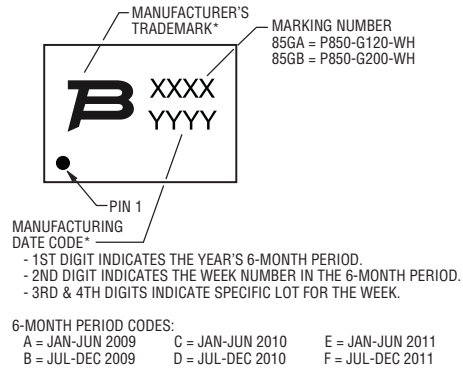 MANUFACTURER'S
TRADEMARK*
MARKING NUMBER
85GA = P850-G120-WH
85GB = P850-G200-WH
B
XXXX
YYYY
PIN 1
MANUFACTURING
DATE CODE*
- 1ST DIGIT INDICATES THE YEAR'S 6-MONTH PERIOD.
- 2ND DIGIT INDICATES THE WEEK NUMBER IN THE 6-MONTH PERIOD.
- 3RD & 4TH DIGITS INDICATE SPECIFIC LOT FOR THE WEEK.
6-MONTH PERIOD CODES:
A = JAN-JUN 2009 C = JAN-JUN 2010 E = JAN-JUN 2011
B = JUL-DEC 2009 D = JUL-DEC 2010 F = JUL-DEC 2011